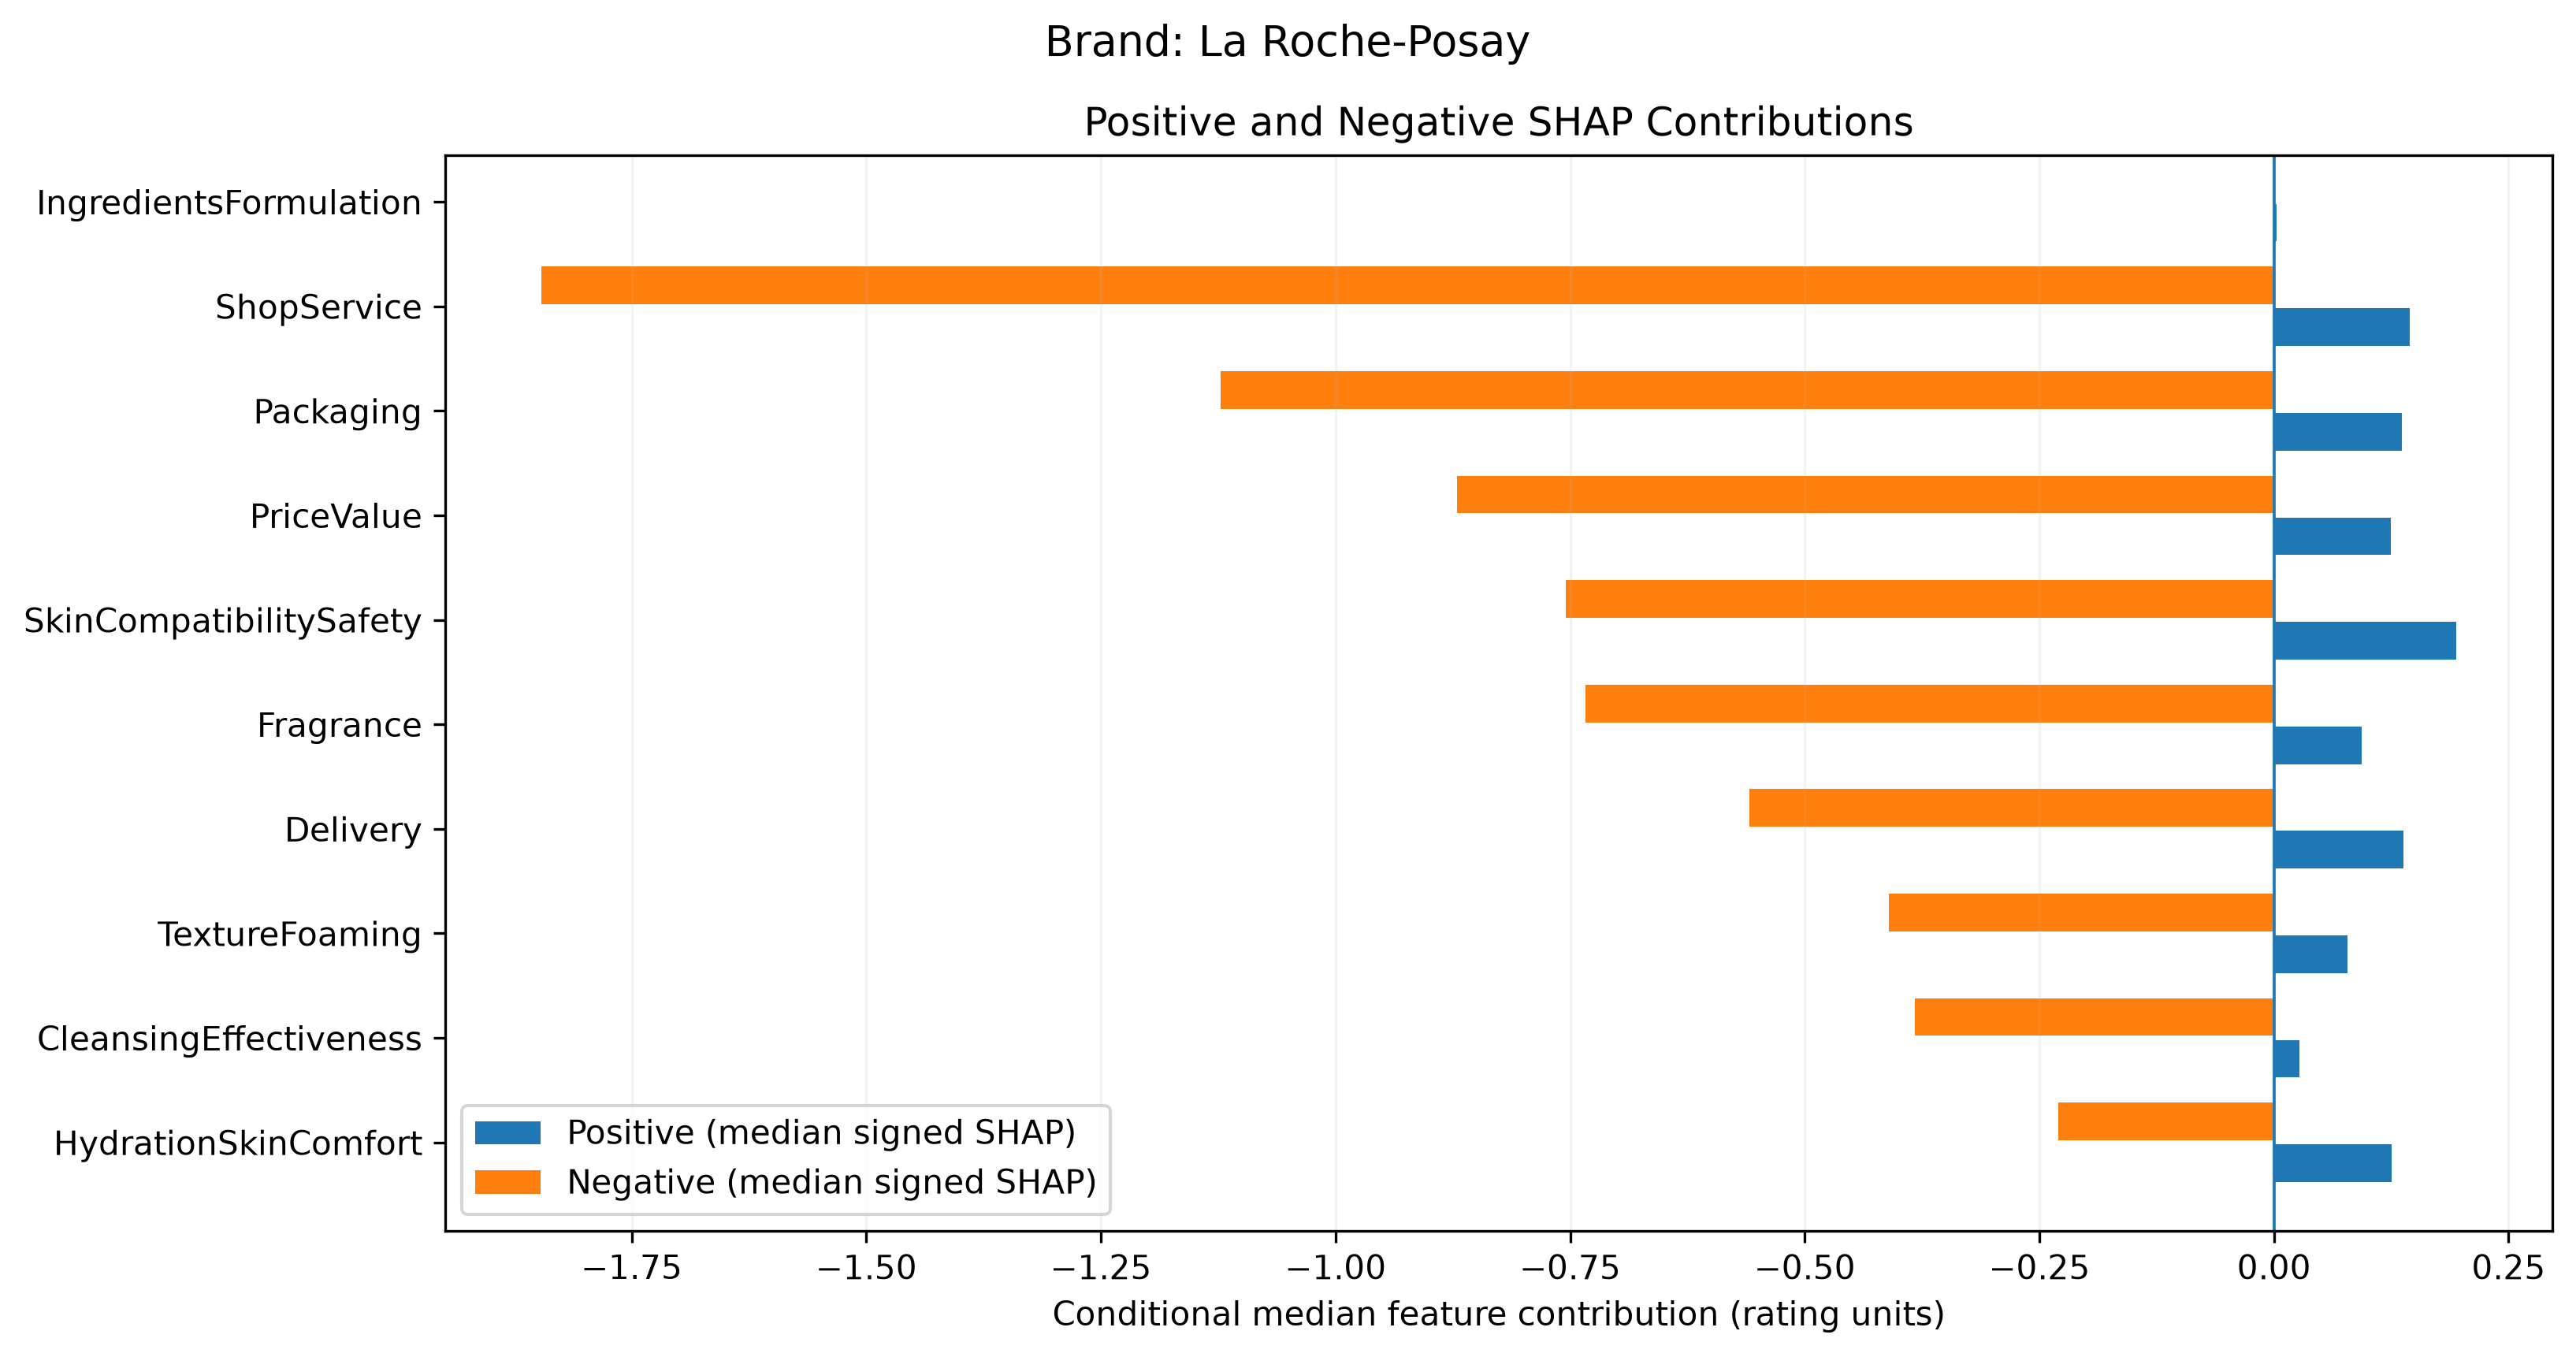 Brand: La Roche-Posay
Positive and Negative SHAP Contributions
IngredientsFormulation
ShopService
Packaging
PriceValue
SkinCompatibilitySafety
Fragrance
Delivery
TextureFoaming
CleansingEffectiveness
HydrationSkinComfort
Positive (median signed SHAP)
Negative (median signed SHAP)
−1.75 −1.50 −1.25 −1.00 −0.75 −0.50 −0.25 0.00 0.25
Conditional median feature contribution (rating units)